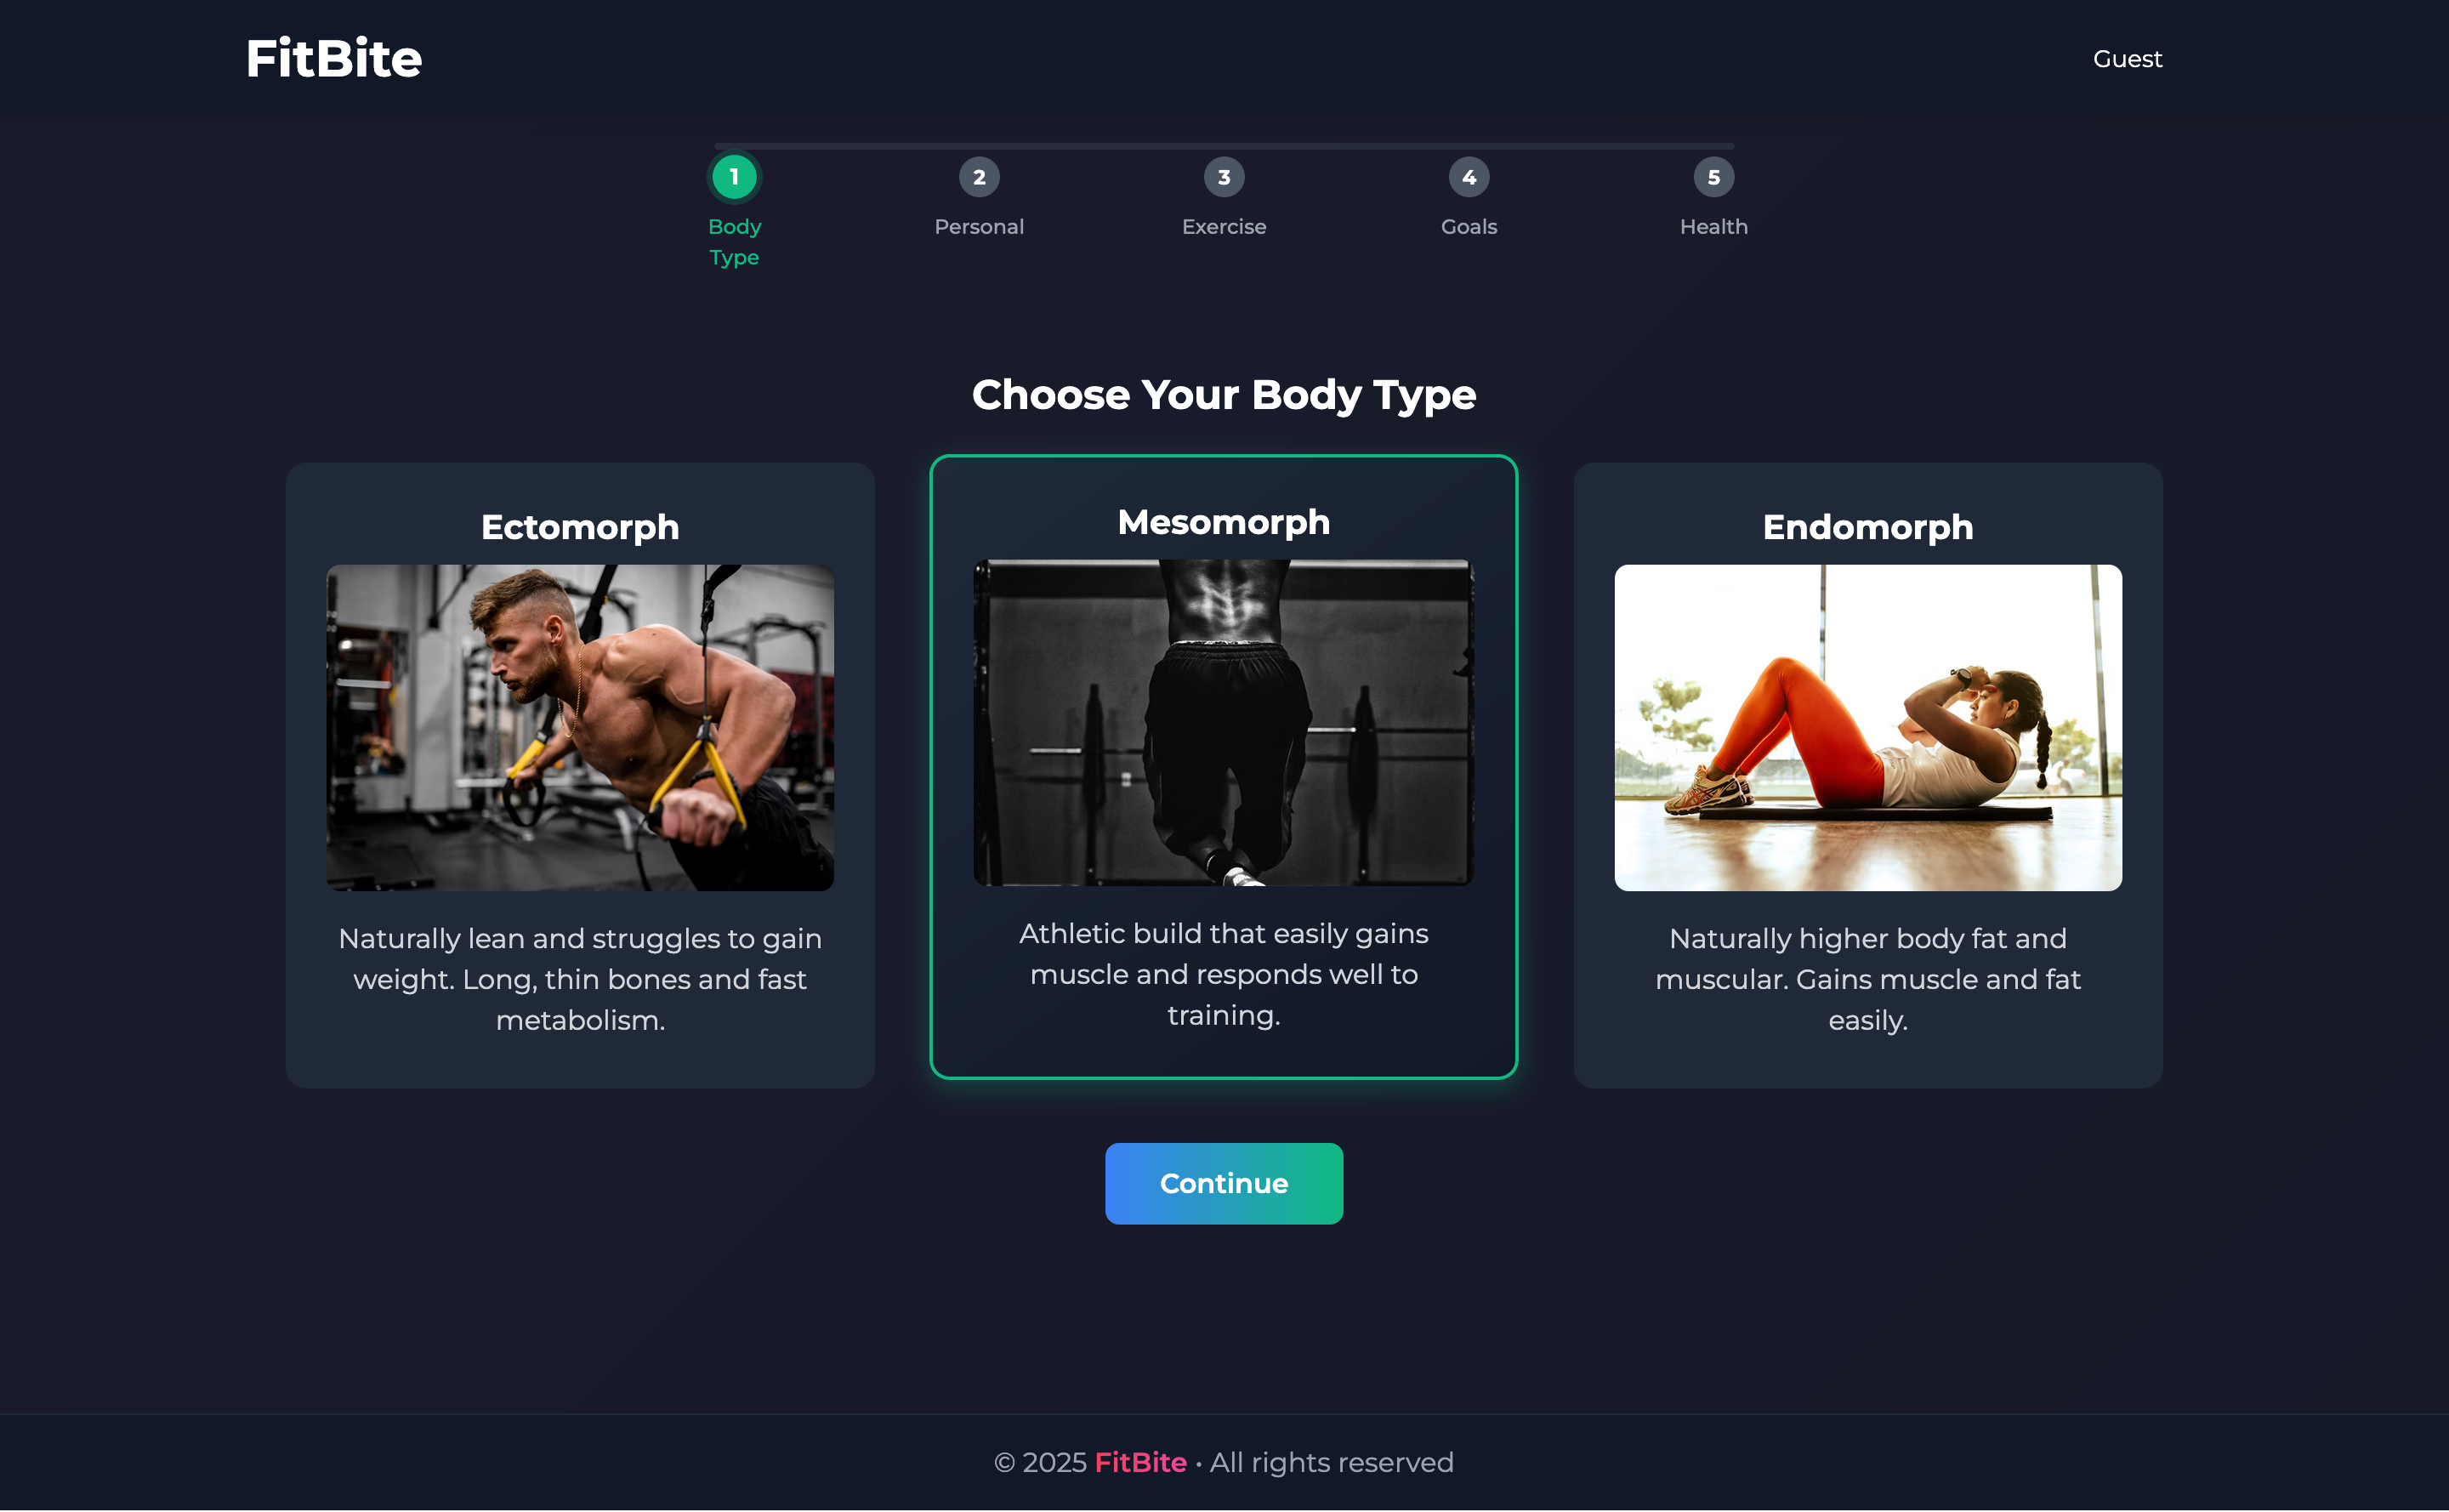 FitBite
Guest
1
2
3
4
5
Body
Type
Personal
Exercise
Goals
Health
Choose Your Body Type
Ectomorph
Naturally lean and struggles to gain
weight. Long, thin bones and fast
metabolism.
Mesomorph
Athletic build that easily gains
muscle and responds well to
training.
Endomorph
Naturally higher body fat and
muscular. Gains muscle and fat
easily.
Continue
© 2025 FitBite • All rights reserved